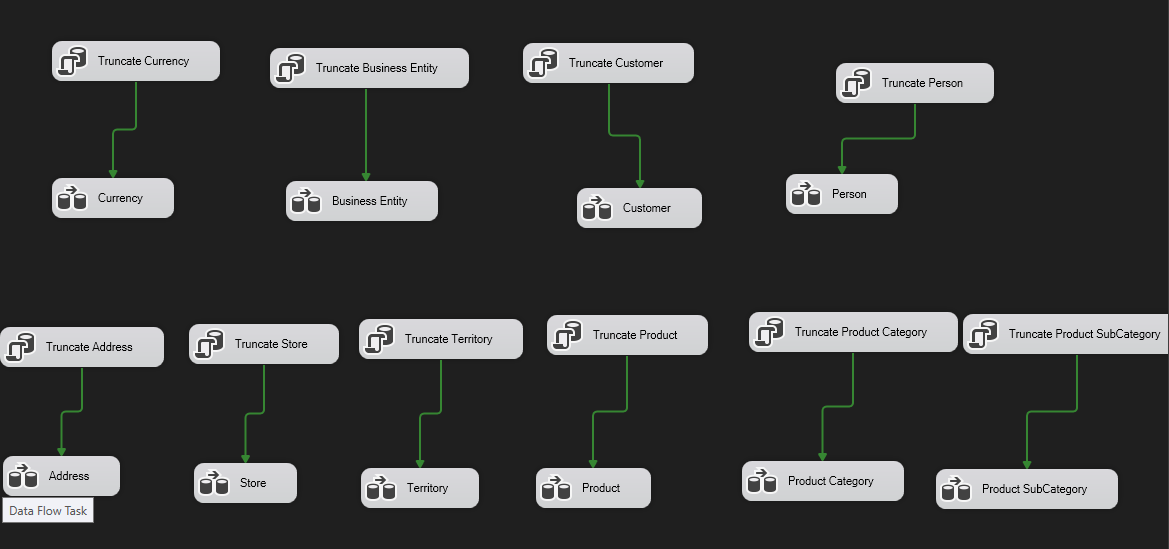 Truncate Currency
Truncate Business Entity
Truncate Customer
Truncate Person
Currency
Business Entity
Customer
Person
Truncate Address
Truncate Store
Truncate Territory
Truncate Product
Truncate Product Category
Truncate Product SubCategory
Address
Store
Territory
Product
Product Category
Product SubCategory
Data Flow Task